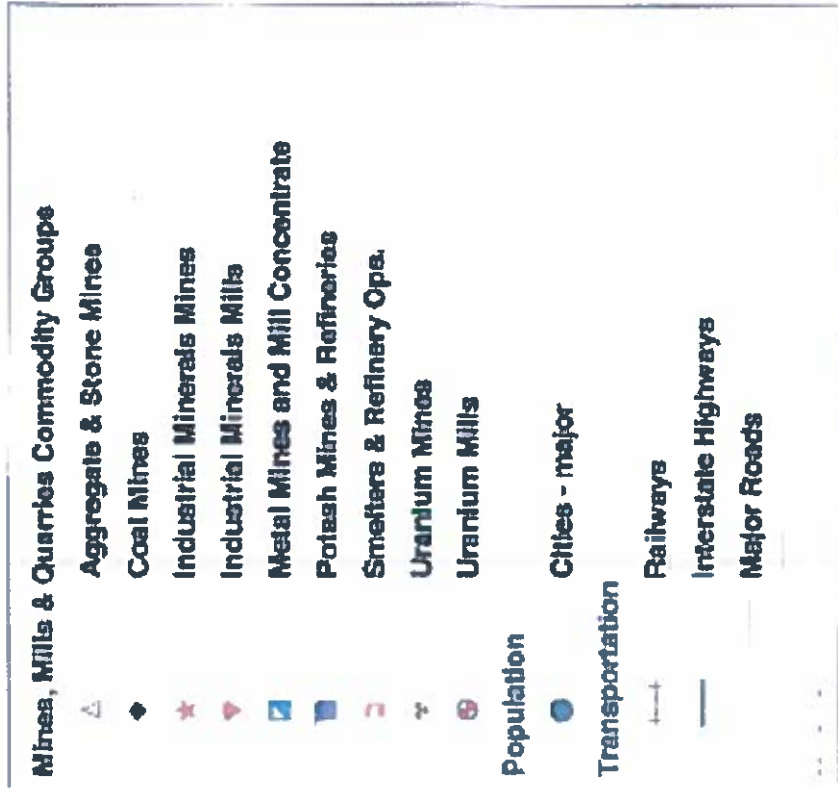 Mines, Mills & Quarries Commodity Groups
Aggregate & Stone Mines
Coal Mines
Industrial Minerals Mines
Industrial Minerals Mills
Metal Mines and Mill Concentrate
Potash Mines & Refineries
Smelters & Refinery Ops.
Uranium Mines
Uranium Mills
Population
Cities - major
Transportation
Railways
Interstate Highways
Major Roads